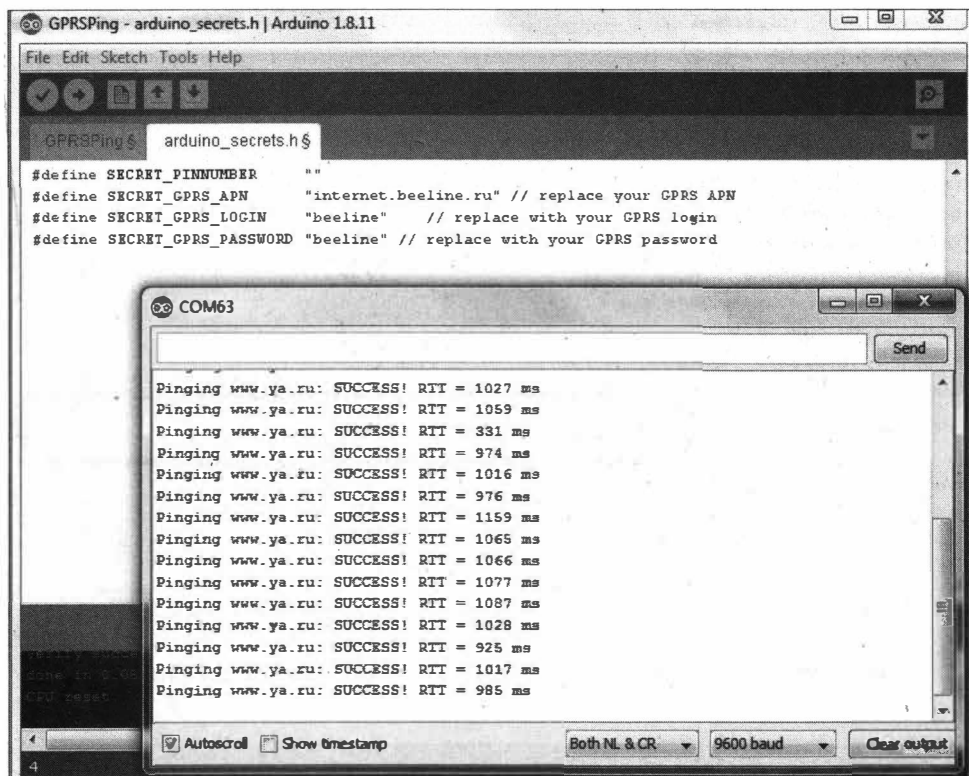 GPRSPing - arduino_secrets.h | Arduino 1.8.11
File Edit Sketch Tools Help
GPRSPing § arduino_secrets.h §
#define SECRET_PINNUMBER ""
#define SECRET_GPRS_APN "internet.beeline.ru" // replace your GPRS APN
#define SECRET_GPRS_LOGIN "beeline" // replace with your GPRS login
#define SECRET_GPRS_PASSWORD "beeline" // replace with your GPRS password
COM63
Send
Pinging www.ya.ru: SUCCESS! RTT = 1027 ms
Pinging www.ya.ru: SUCCESS! RTT = 1059 ms
Pinging www.ya.ru: SUCCESS! RTT = 331 ms
Pinging www.ya.ru: SUCCESS! RTT = 974 ms
Pinging www.ya.ru: SUCCESS! RTT = 1016 ms
Pinging www.ya.ru: SUCCESS! RTT = 976 ms
Pinging www.ya.ru: SUCCESS! RTT = 1159 ms
Pinging www.ya.ru: SUCCESS! RTT = 1065 ms
Pinging www.ya.ru: SUCCESS! RTT = 1066 ms
Pinging www.ya.ru: SUCCESS! RTT = 1077 ms
Pinging www.ya.ru: SUCCESS! RTT = 1087 ms
Pinging www.ya.ru: SUCCESS! RTT = 1028 ms
Pinging www.ya.ru: SUCCESS! RTT = 925 ms
Pinging www.ya.ru: SUCCESS! RTT = 1017 ms
Pinging www.ya.ru: SUCCESS! RTT = 985 ms
done in 0.08
CPU reset
Autoscroll Show timestamp Both NL & CR 9600 baud Clear output
4